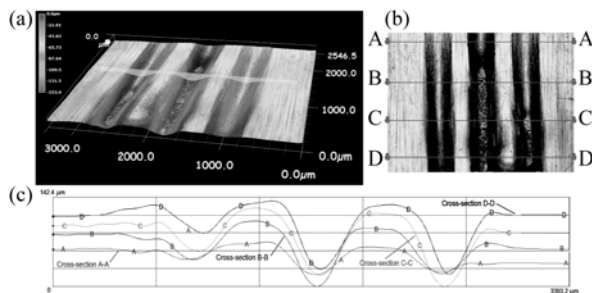 (a)
0.0
μm
2546.5
2000.0
1000.0
0.0μm
3000.0
2000.0
1000.0
0.0μm
(b)
A A
B B
C C
D D
(c)
142.4 μm
Cross-section D-D
Cross-section B-B
Cross-section C-C
Cross-section A-A
0
3393.2 μm